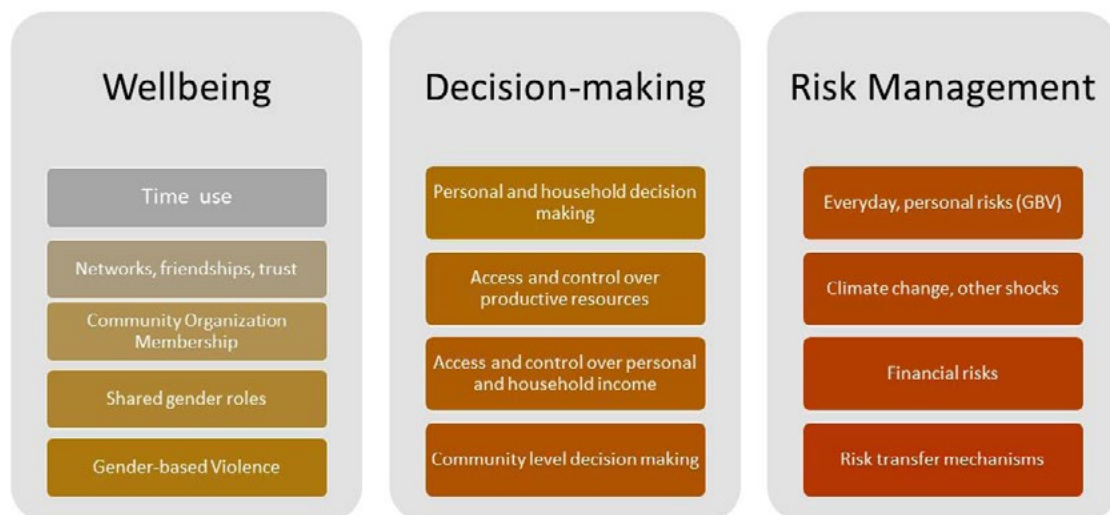 Wellbeing
Time use
Networks, friendships, trust
Community Organization
Membership
Shared gender roles
Gender-based Violence
Decision-making
Personal and household decision
making
Access and control over
productive resources
Access and control over personal
and household income
Community level decision making
Risk Management
Everyday, personal risks (GBV)
Climate change, other shocks
Financial risks
Risk transfer mechanisms